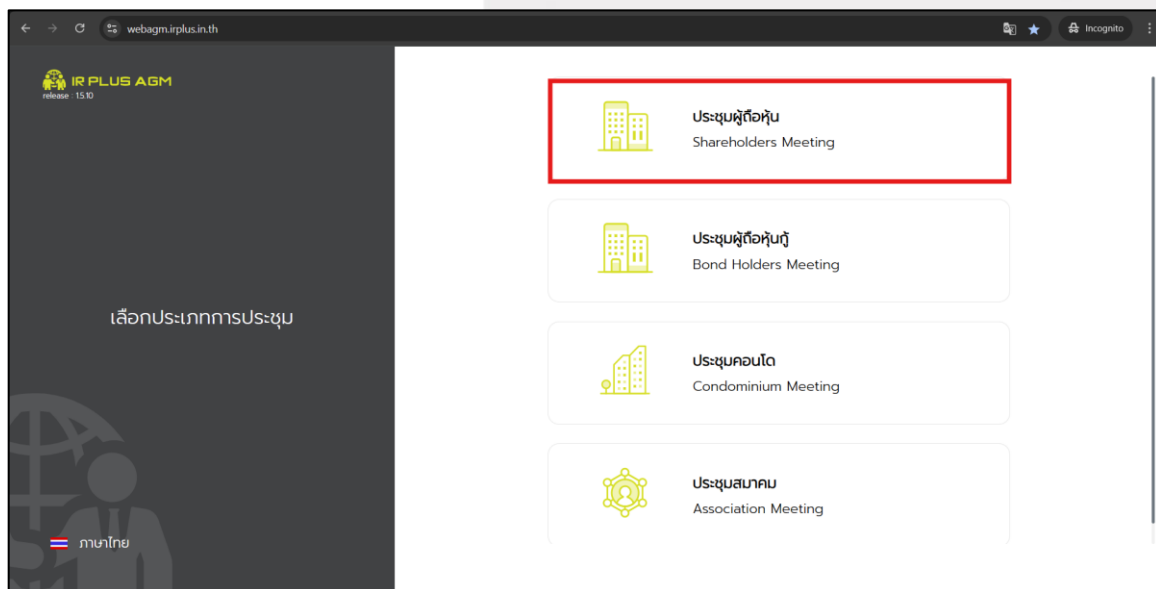 webagm.irplus.in.th
Incognito
IR PLUS AGM
release : 1.5.10
เลือกประเภทการประชุม
ภาษาไทย
ประชุมผู้ถือหุ้น
Shareholders Meeting
ประชุมผู้ถือหุ้นกู้
Bond Holders Meeting
ประชุมคอนโด
Condominium Meeting
ประชุมสมาคม
Association Meeting